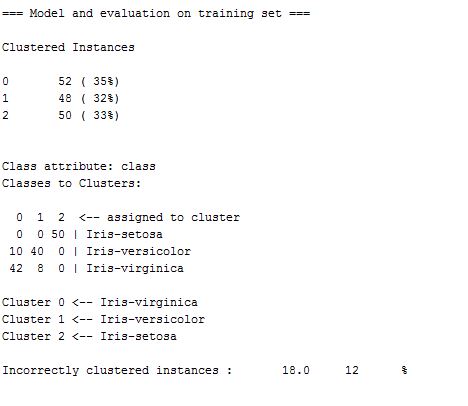 === Model and evaluation on training set ===
Clustered Instances
0       52 ( 35%)
1       48 ( 32%)
2       50 ( 33%)
Class attribute: class
Classes to Clusters:
  0  1  2  <-- assigned to cluster
  0  0 50 | Iris-setosa
 10 40  0 | Iris-versicolor
 42  8  0 | Iris-virginica
Cluster 0 <-- Iris-virginica
Cluster 1 <-- Iris-versicolor
Cluster 2 <-- Iris-setosa
Incorrectly clustered instances :       18.0     12      %